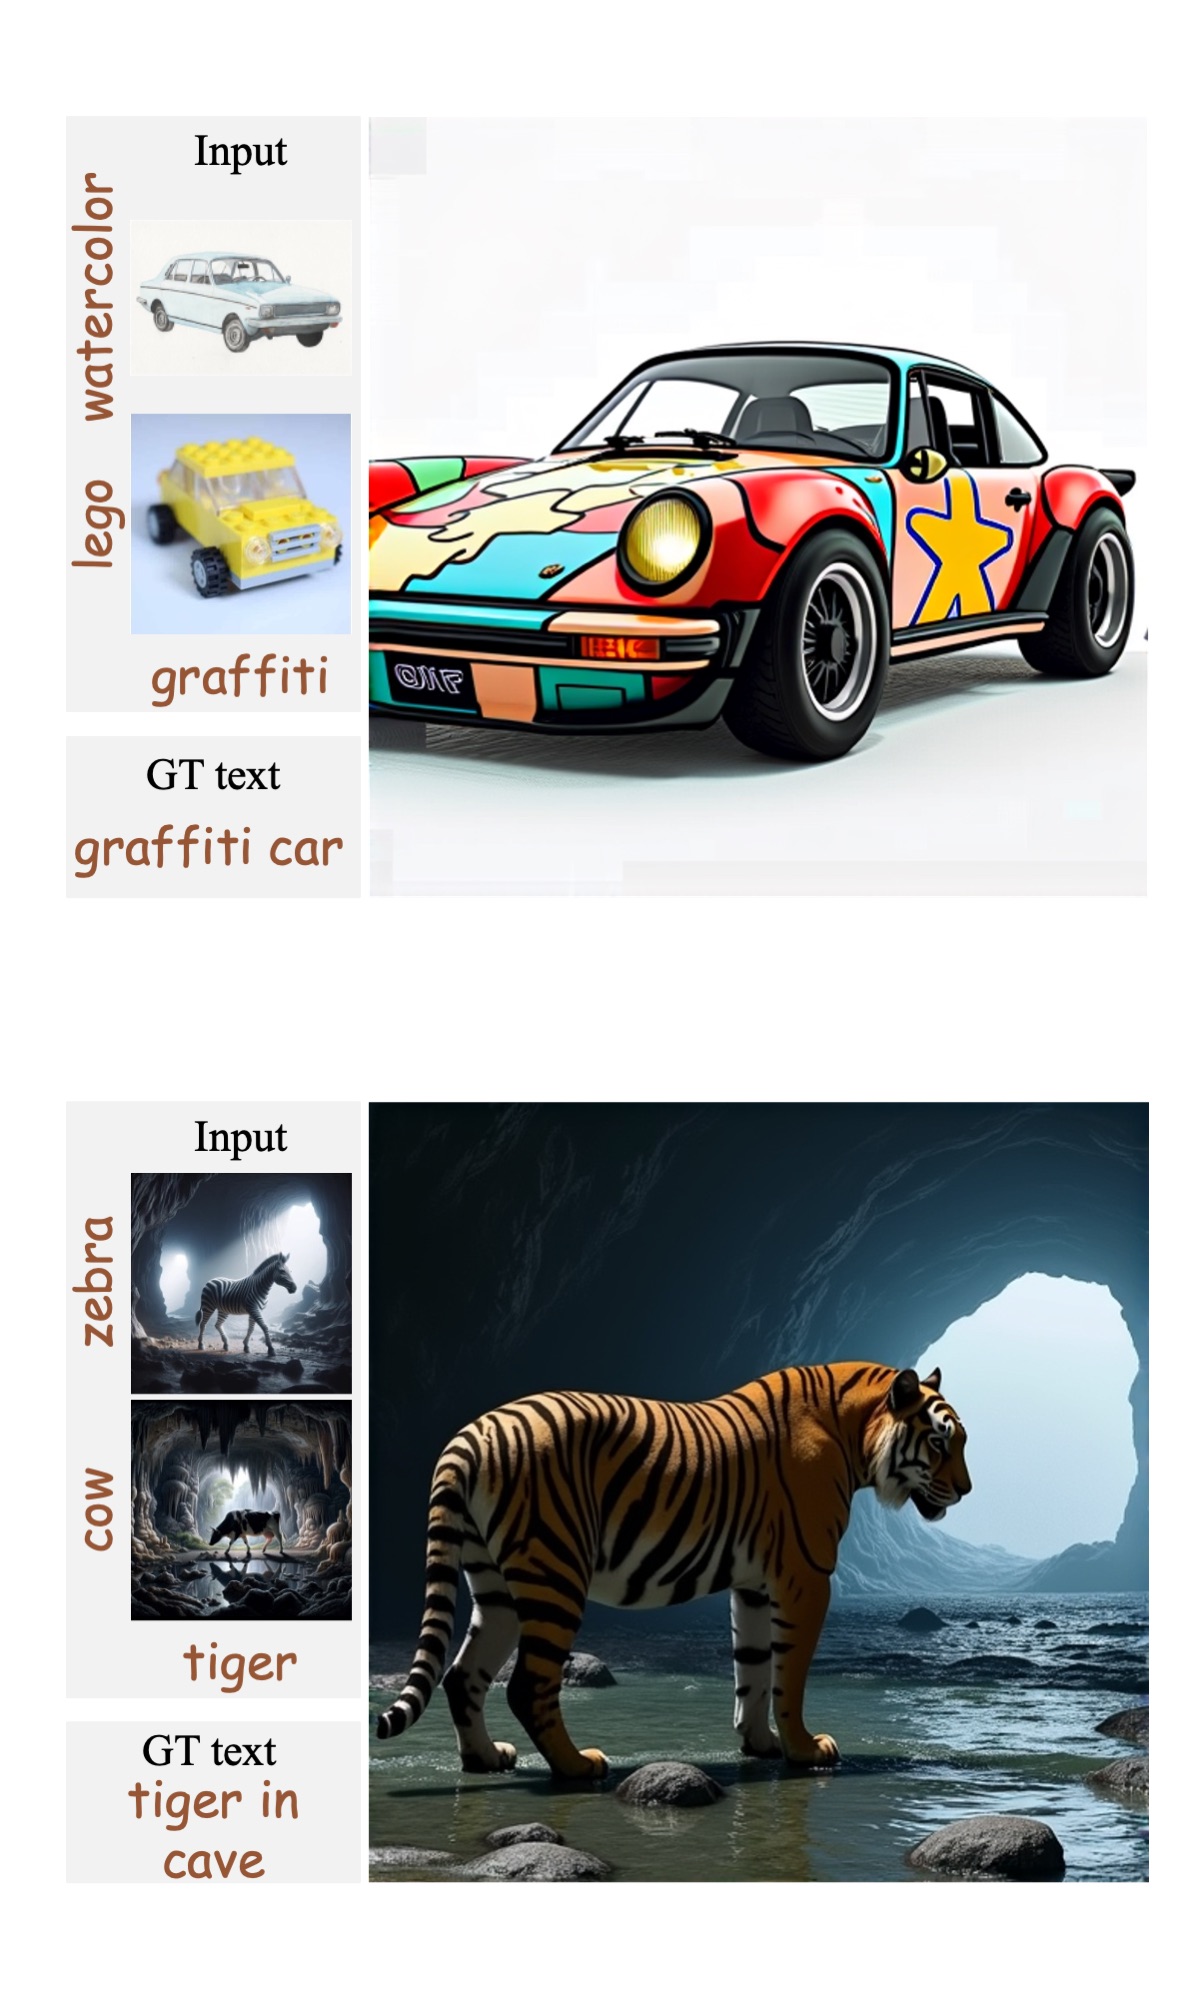 Input
watercolor
lego
graffiti
GT text
graffiti car
Input
zebra
cow
tiger
GT text
tiger in
cave